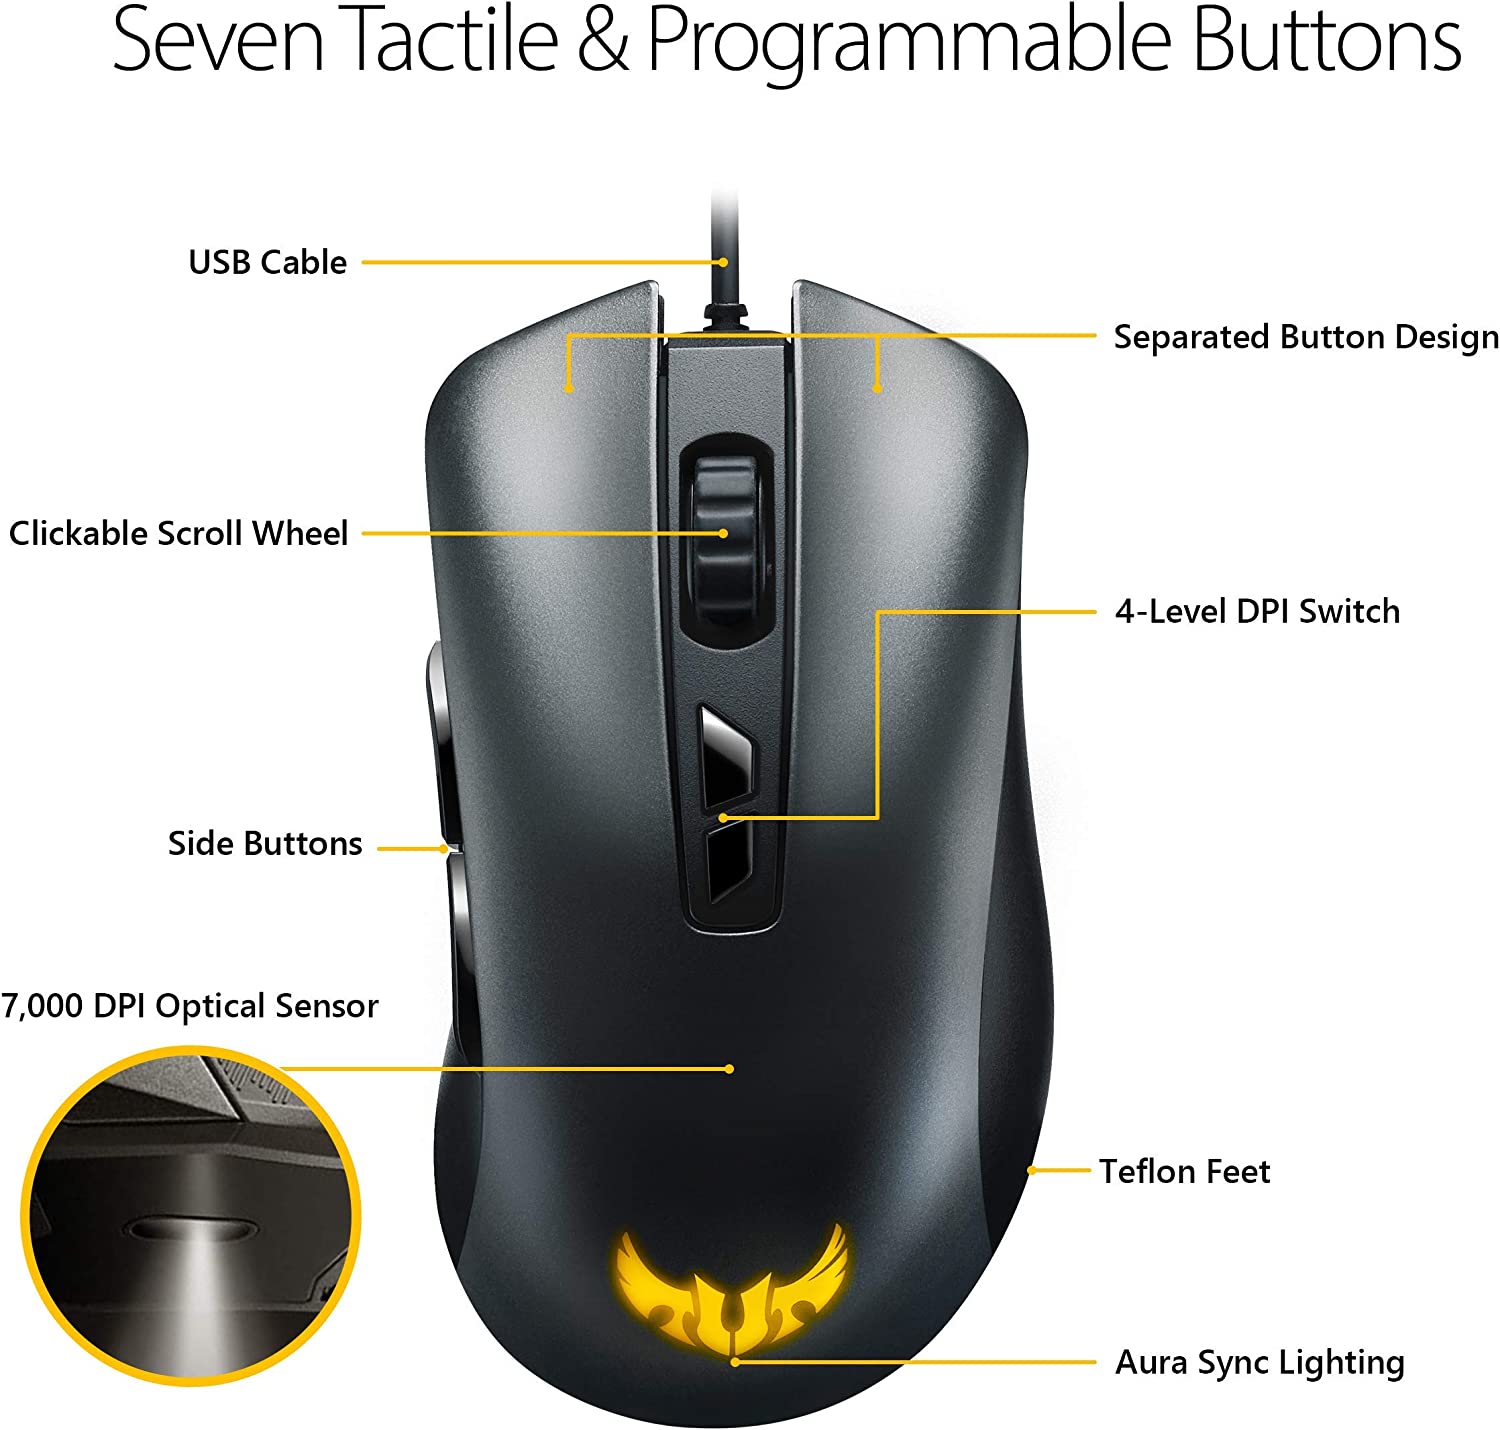 Seven Tactile & Programmable Buttons
USB Cable
Separated Button Design
Clickable Scroll Wheel
4-Level DPI Switch
Side Buttons
7,000 DPI Optical Sensor
Teflon Feet
Aura Sync Lighting